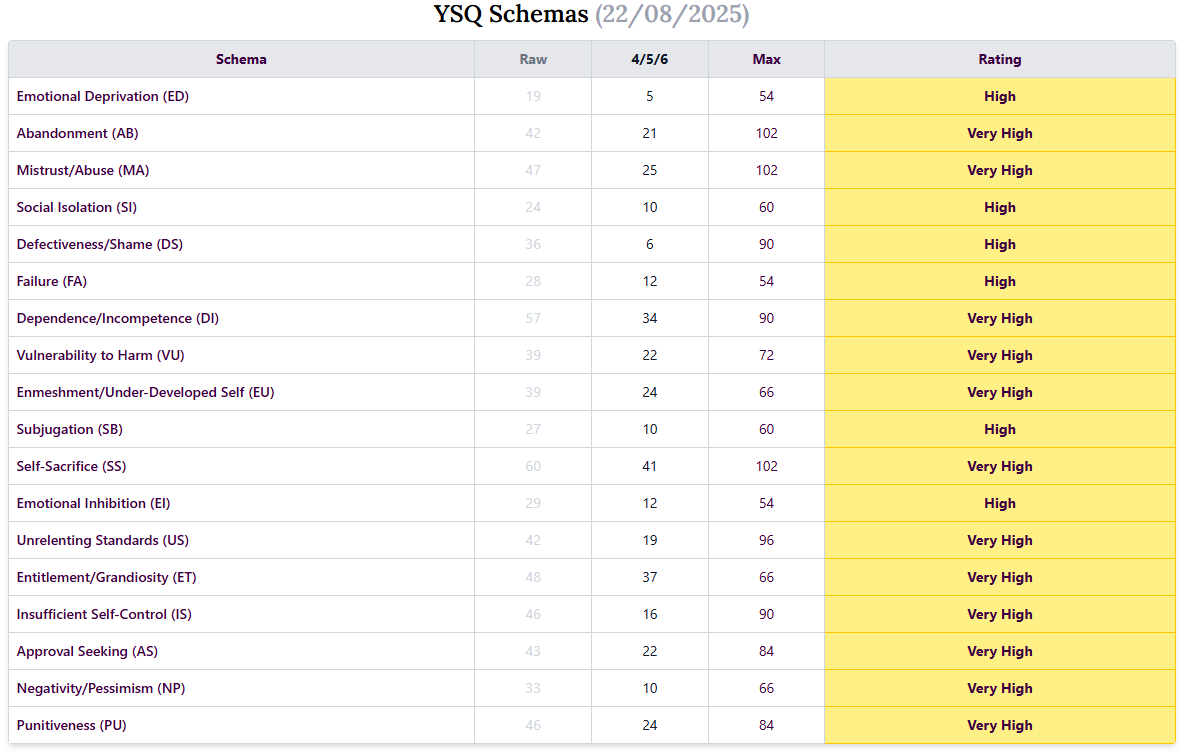 YSQ Schemas (22/08/2025)
Schema Raw 4/5/6 Max Rating
Emotional Deprivation (ED) 19 5 54 High
Abandonment (AB) 42 21 102 Very High
Mistrust/Abuse (MA) 47 25 102 Very High
Social Isolation (SI) 24 10 60 High
Defectiveness/Shame (DS) 36 6 90 High
Failure (FA) 28 12 54 High
Dependence/Incompetence (DI) 57 34 90 Very High
Vulnerability to Harm (VU) 39 22 72 Very High
Enmeshment/Under-Developed Self (EU) 39 24 66 Very High
Subjugation (SB) 27 10 60 High
Self-Sacrifice (SS) 60 41 102 Very High
Emotional Inhibition (EI) 29 12 54 High
Unrelenting Standards (US) 42 19 96 Very High
Entitlement/Grandiosity (ET) 48 37 66 Very High
Insufficient Self-Control (IS) 46 16 90 Very High
Approval Seeking (AS) 43 22 84 Very High
Negativity/Pessimism (NP) 33 10 66 Very High
Punitiveness (PU) 46 24 84 Very High